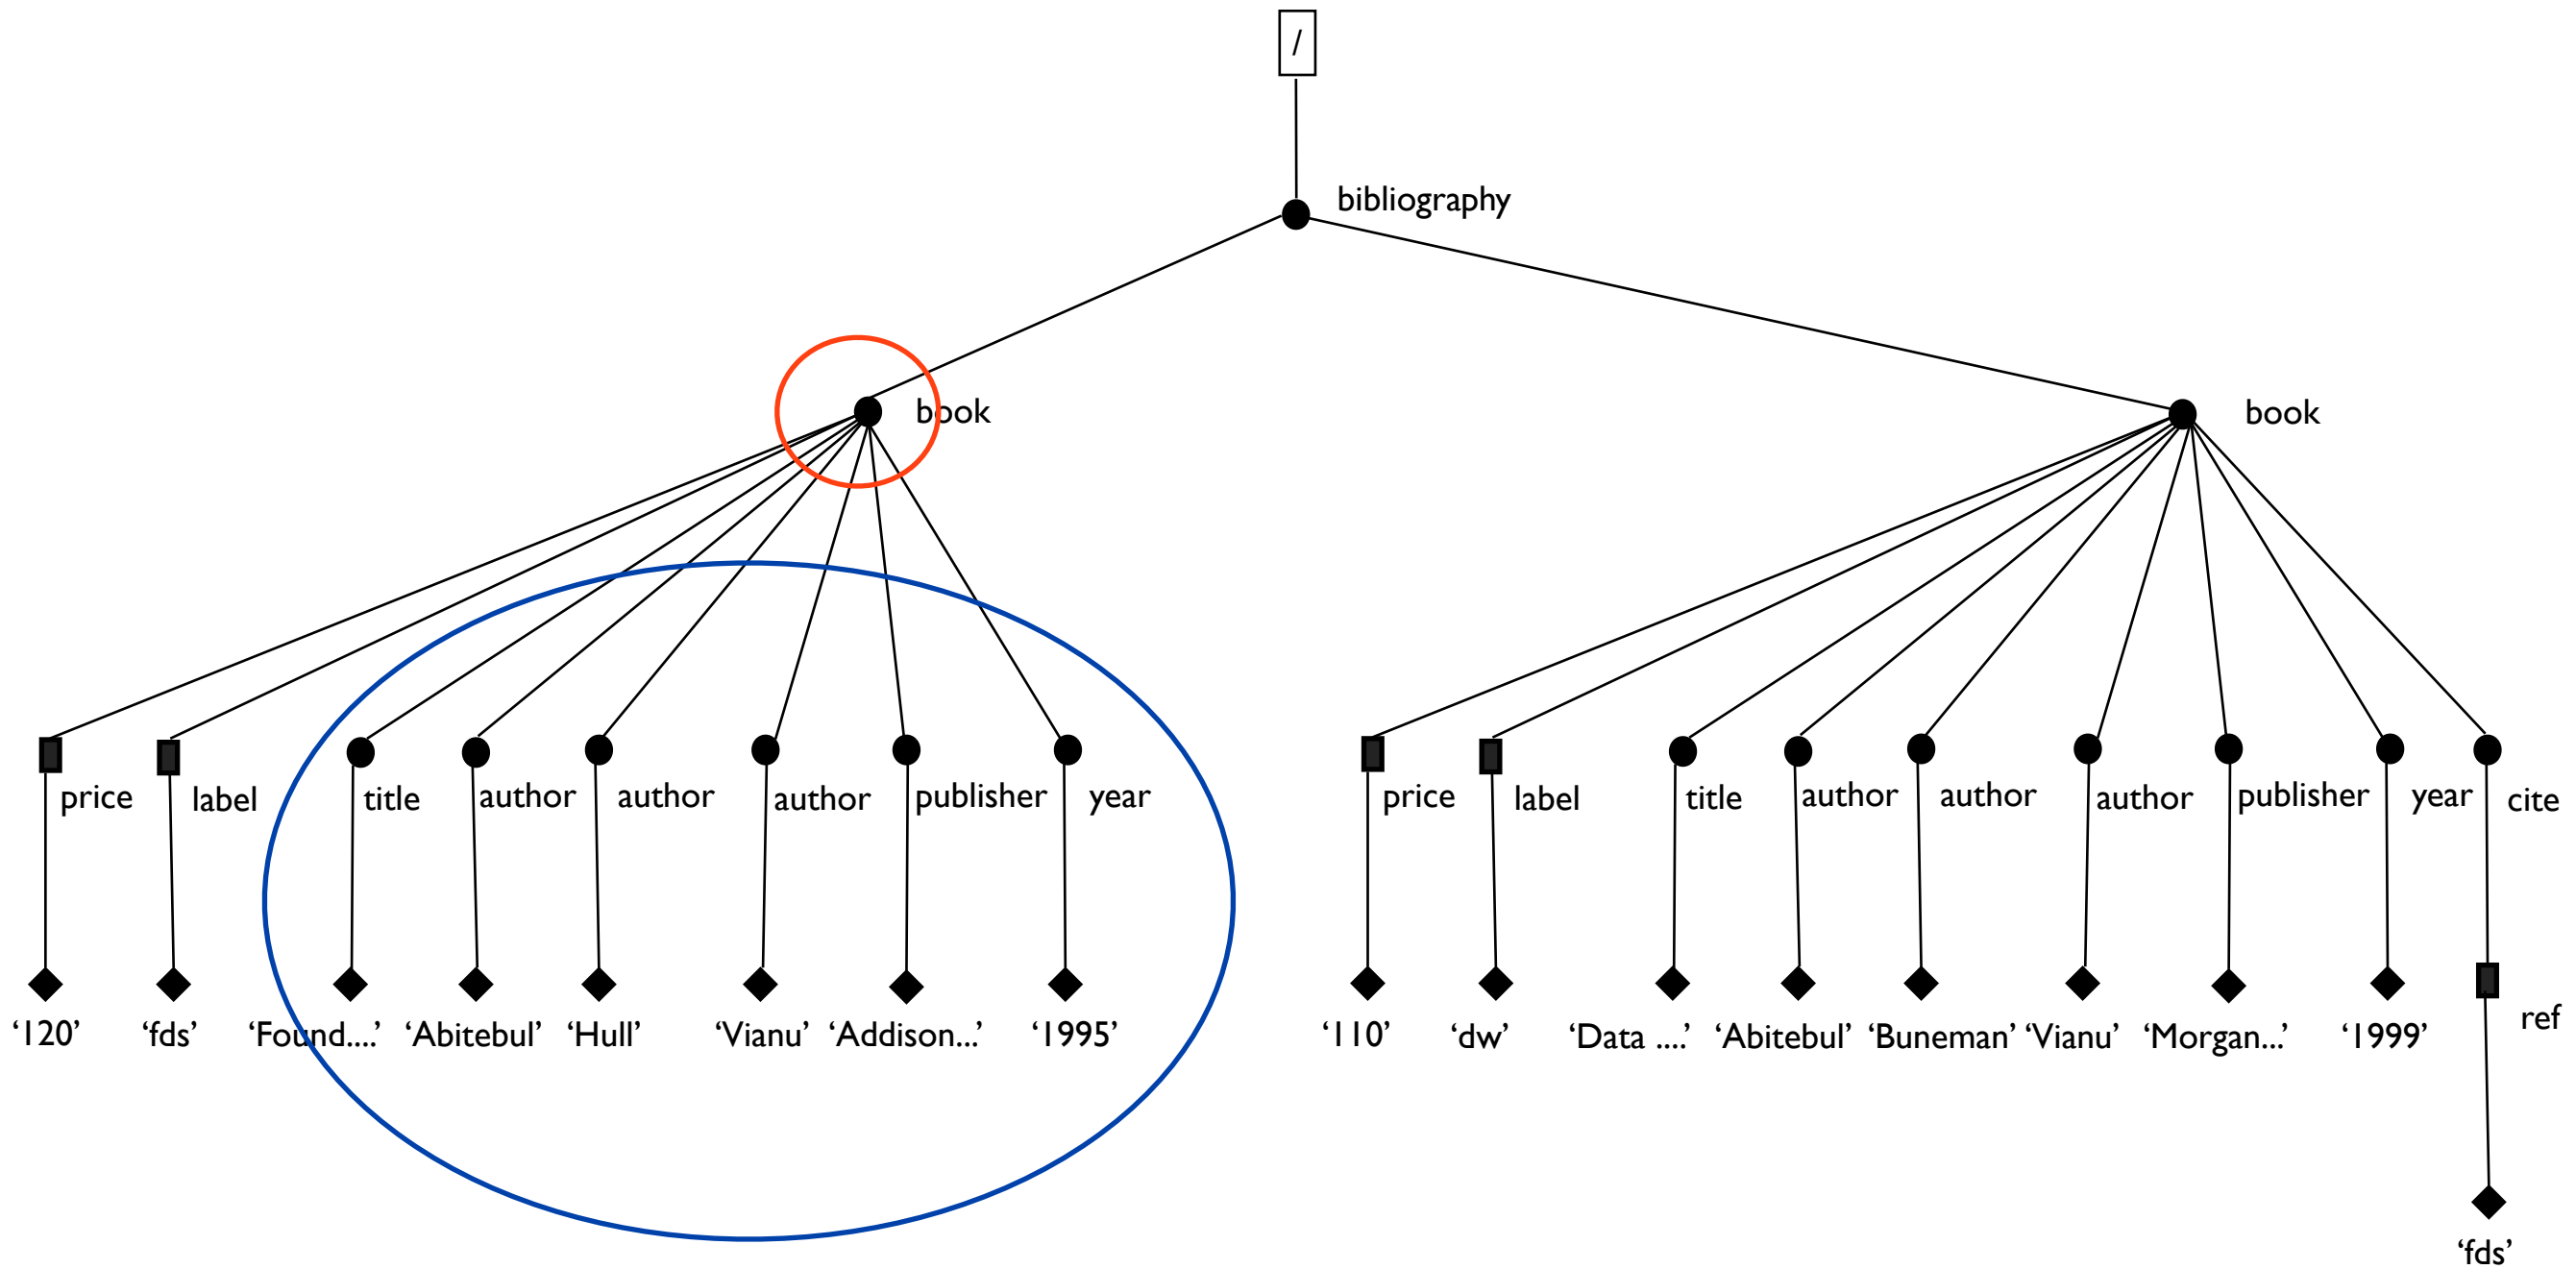 /
bibliography
book book
price label title author author author publisher year price label title author author author publisher year cite
‘120’ ‘fds’ ‘Found....’ ‘Abitebul’ ‘Hull’ ‘Vianu’ ‘Addison...’ ‘1995’ ‘110’ ‘dw’ ‘Data ....’ ‘Abitebul’ ‘Buneman’ ‘Vianu’ ‘Morgan...’ ‘1999’ ref
‘fds’